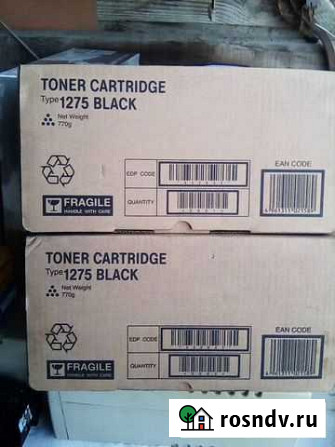 TONER CARTRIDGE
Type 1275 BLACK
Net Weight
770g
EDP CODE
EAN CODE
QUANTITY
FRAGILE
HANDLE WITH CARE
TONER CARTRIDGE
Type 1275 BLACK
Net Weight
770g
EDP CODE
EAN CODE
QUANTITY
FRAGILE
HANDLE WITH CARE
rosndv.ru